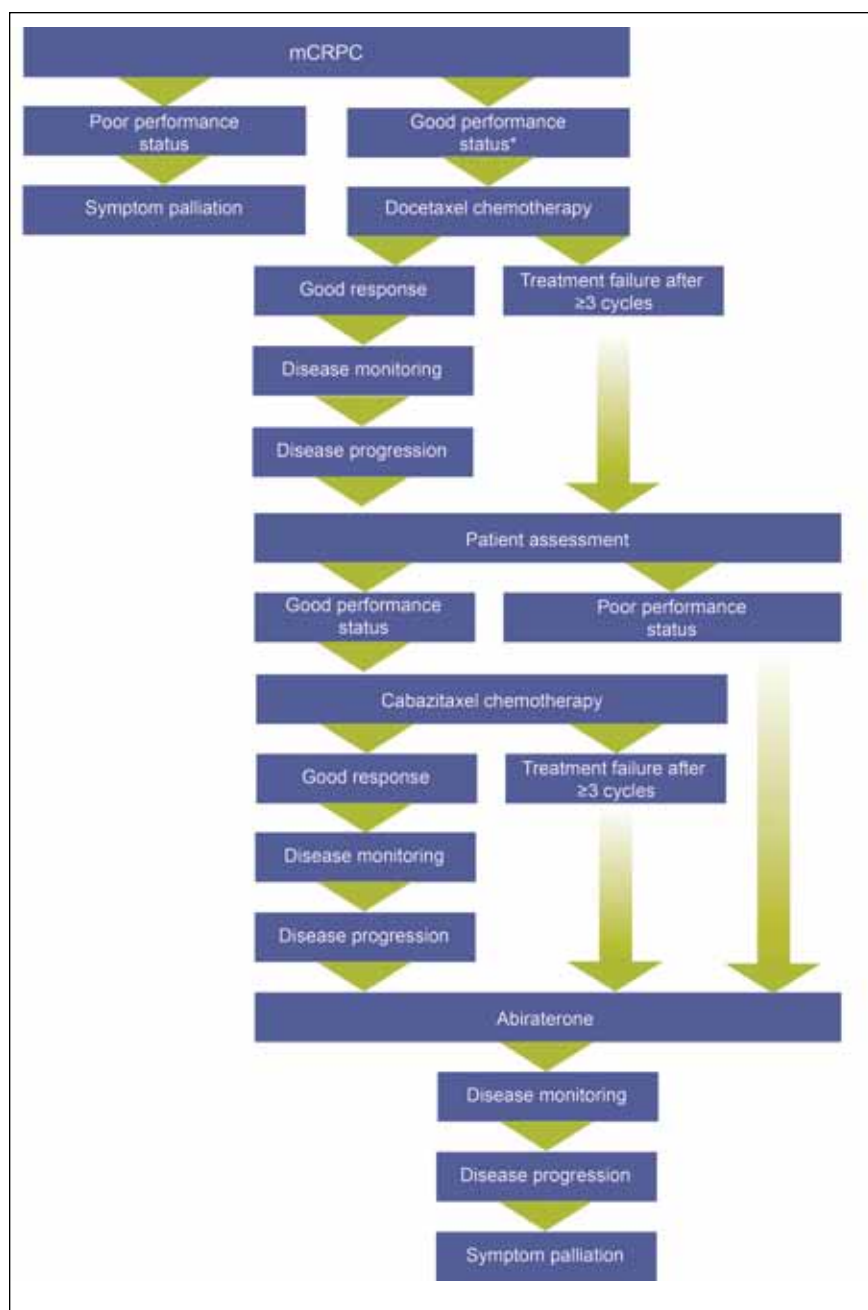 mCRPC
Poor performance
status
Good performance
status*
Symptom palliation
Docetaxel chemotherapy
Good response
Treatment failure after
≥3 cycles
Disease monitoring
Disease progression
Patient assessment
Good performance
status
Poor performance
status
Cabazitaxel chemotherapy
Good response
Treatment failure after
≥3 cycles
Disease monitoring
Disease progression
Abiraterone
Disease monitoring
Disease progression
Symptom palliation